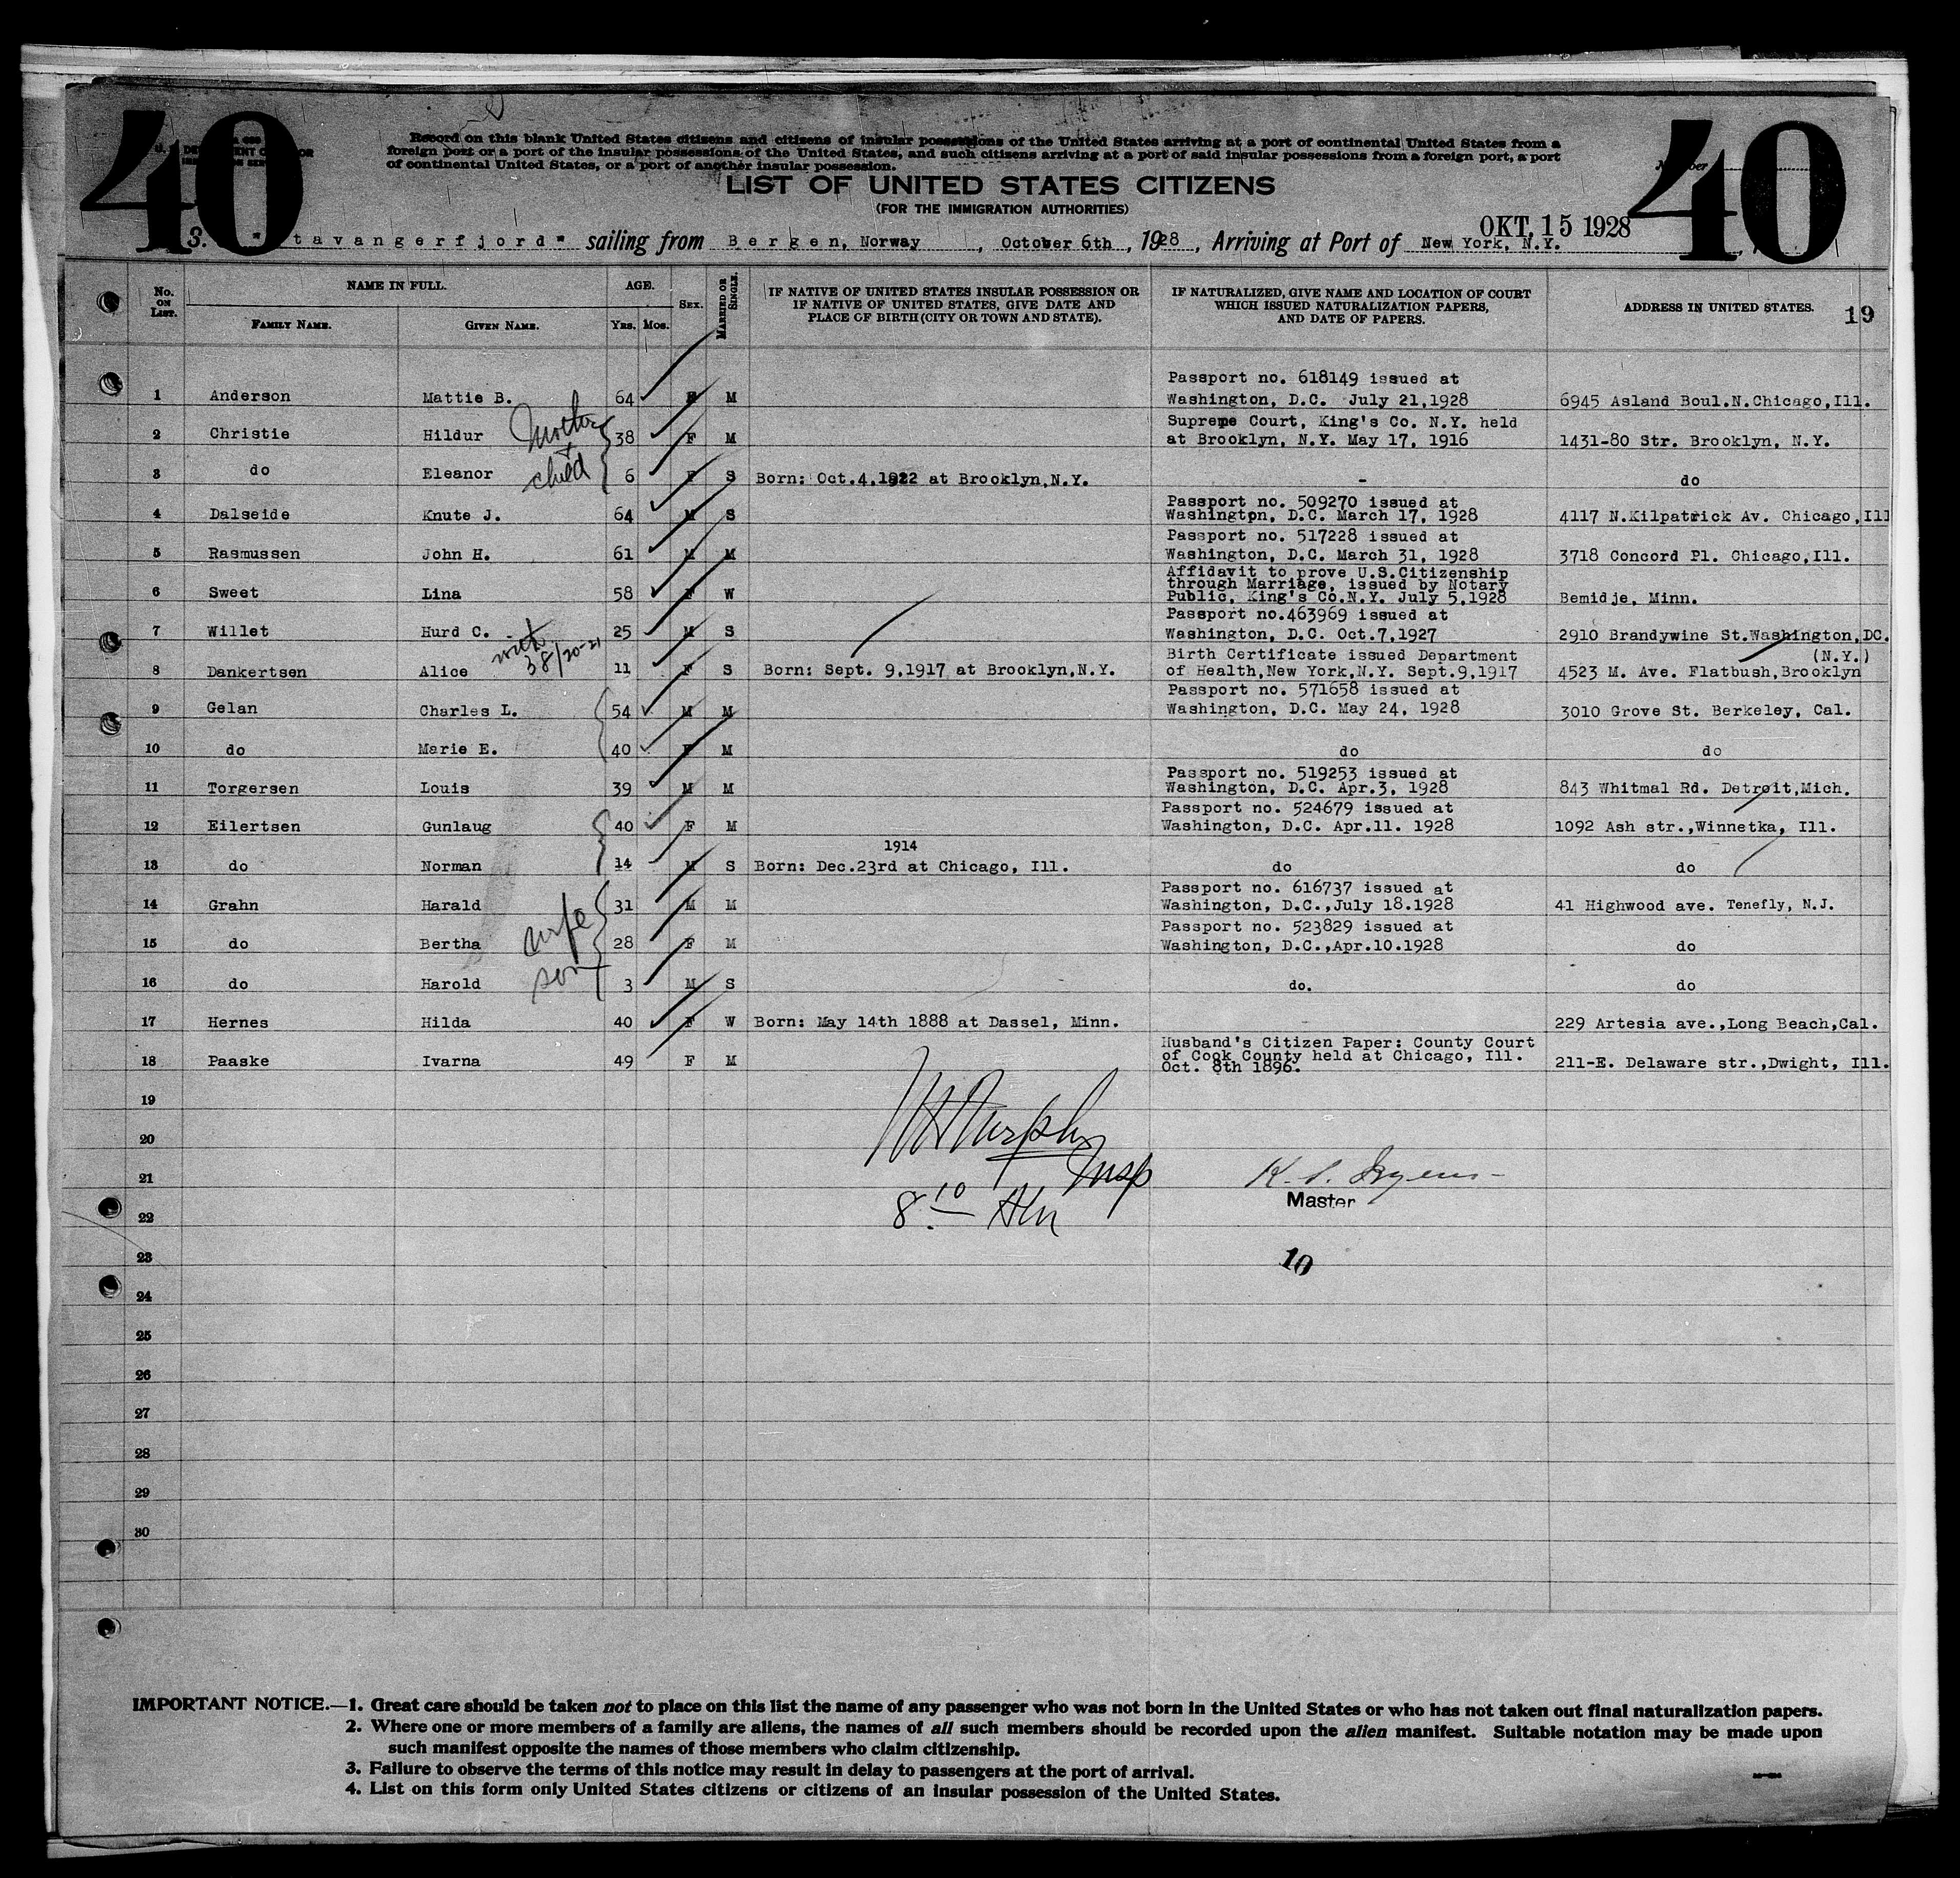 40
40
Record on this blank United States citizens and citizens of insular possessions of the United States arriving at a port of continental United States from a
foreign port or a port of the insular possessions of the United States, and such citizens arriving at a port of said insular possessions from a foreign port, a port
of continental United States, or a port of another insular possession.
LIST OF UNITED STATES CITIZENS
(FOR THE IMMIGRATION AUTHORITIES)
OKT. 15 1928
S. "tavangerfjord" sailing from Bergen, Norway, October 6th, 1928, Arriving at Port of New York, N.Y.
No. ON LIST. NAME IN FULL. FAMILY NAME. GIVEN NAME. AGE. YRS. MOS. SEX. MARRIED OR SINGLE. IF NATIVE OF UNITED STATES INSULAR POSSESSION OR IF NATIVE OF UNITED STATES, GIVE DATE AND PLACE OF BIRTH (CITY OR TOWN AND STATE). IF NATURALIZED, GIVE NAME AND LOCATION OF COURT WHICH ISSUED NATURALIZATION PAPERS, AND DATE OF PAPERS. ADDRESS IN UNITED STATES. 19
Passport no. 618149 issued at
1 Anderson Mattie B. 64 M Washington, D.C. July 21,1928 6945 Asland Boul.N.Chicago,Ill.
Mother
Supreme Court, King's Co. N.Y. held
2 Christie Hildur 38 F M at Brooklyn, N.Y. May 17, 1916 1431-80 Str. Brooklyn, N.Y.
+ child
3 do Eleanor 6 F S Born: Oct.4.1922 at Brooklyn,N.Y. - do
Passport no. 509270 issued at
4 Dalseide Knute J. 64 M S Washingtpn, D.C. March 17, 1928 4117 N.Kilpatrick Av. Chicago,Ill
Passport no. 517228 issued at
5 Rasmussen John H. 61 M M Washington, D.C. March 31, 1928 3718 Concord Pl. Chicago,Ill.
Affidavit to prove U.S.Citizenship
through Marriage, issued by Notary
6 Sweet Lina 58 F W Public, King's Co.N.Y. July 5,1928 Bemidje, Minn.
Passport no.463969 issued at
7 Willet Hurd C. 25 M S Washington, D.C. Oct.7,1927 2910 Brandywine St.Washington,DC.
with 38/20-21
Birth Certificate issued Department (N.Y.)
8 Dankertsen Alice 11 F S Born: Sept. 9,1917 at Brooklyn,N.Y. of Health,New York,N.Y. Sept.9,1917 4523 M. Ave. Flatbush,Brooklyn
Passport no. 571658 issued at
9 Gelan Charles L. 54 M M Washington, D.C. May 24, 1928 3010 Grove St. Berkeley, Cal.
10 do Marie E. 40 F M do do
Passport no. 519253 issued at
11 Torgersen Louis 39 M M Washington, D.C. Apr.3, 1928 843 Whitmal Rd. Detroit,Mich.
Passport no. 524679 issued at
12 Eilertsen Gunlaug 40 F M Washington, D.C. Apr.11. 1928 1092 Ash str.,Winnetka, Ill.
1914
13 do Norman 14 M S Born: Dec.23rd at Chicago, Ill. do do
Passport no. 616737 issued at
14 Grahn Harald 31 M M Washington, D.C.,July 18.1928 41 Highwood ave. Tenefly, N.J.
wife
Passport no. 523829 issued at
15 do Bertha 28 F M Washington, D.C.,Apr.10.1928 do
son
16 do Harold 3 M S do. do
17 Hernes Hilda 40 F W Born: May 14th 1888 at Dassel, Minn. 229 Artesia ave.,Long Beach,Cal.
Husband's Citizen Paper: County Court
of Cook County held at Chicago, Ill.
18 Paaske Ivarna 49 F M Oct. 8th 1896. 211-E. Delaware str.,Dwight, Ill.
19
20 Murphy
21 Insp
Master
22 8 10
23 10
24
25
26
27
28
29
30
IMPORTANT NOTICE.—1. Great care should be taken not to place on this list the name of any passenger who was not born in the United States or who has not taken out final naturalization papers.
2. Where one or more members of a family are aliens, the names of all such members should be recorded upon the alien manifest. Suitable notation may be made upon
such manifest opposite the names of those members who claim citizenship.
3. Failure to observe the terms of this notice may result in delay to passengers at the port of arrival.
4. List on this form only United States citizens or citizens of an insular possession of the United States.